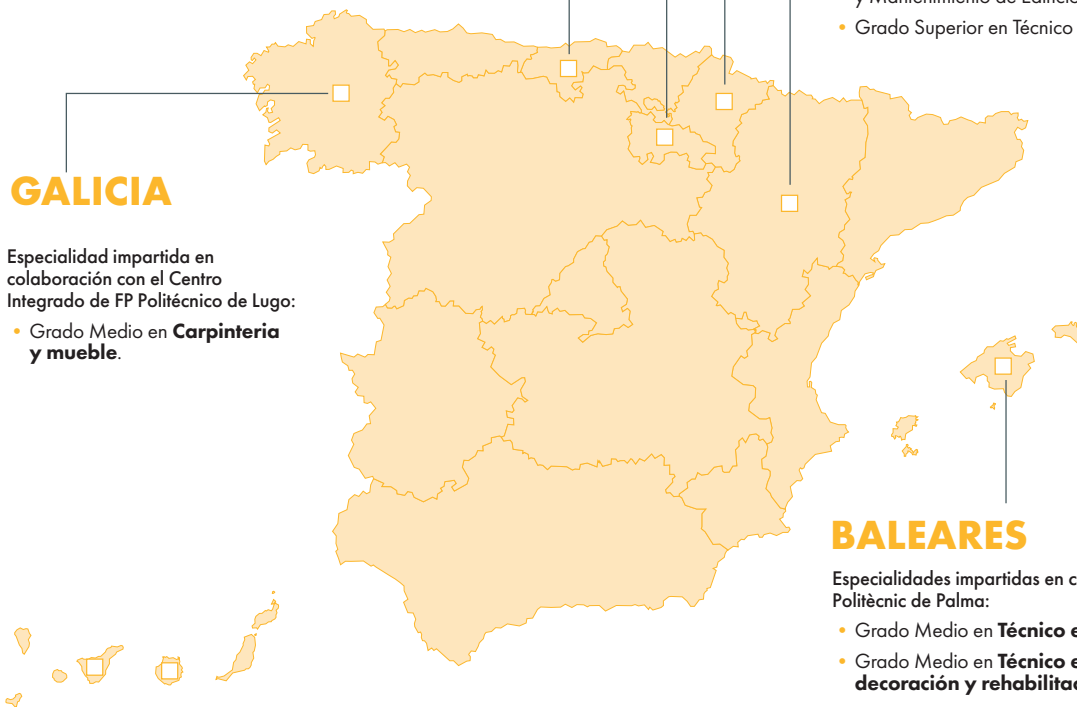 y Mantenimiento de Edificio
• Grado Superior en Técnico
GALICIA
Especialidad impartida en
colaboración con el Centro
Integrado de FP Politécnico de Lugo:
• Grado Medio en Carpinteria
y mueble.
BALEARES
Especialidades impartidas en c
Politècnic de Palma:
• Grado Medio en Técnico e
• Grado Medio en Técnico e
decoración y rehabilitac